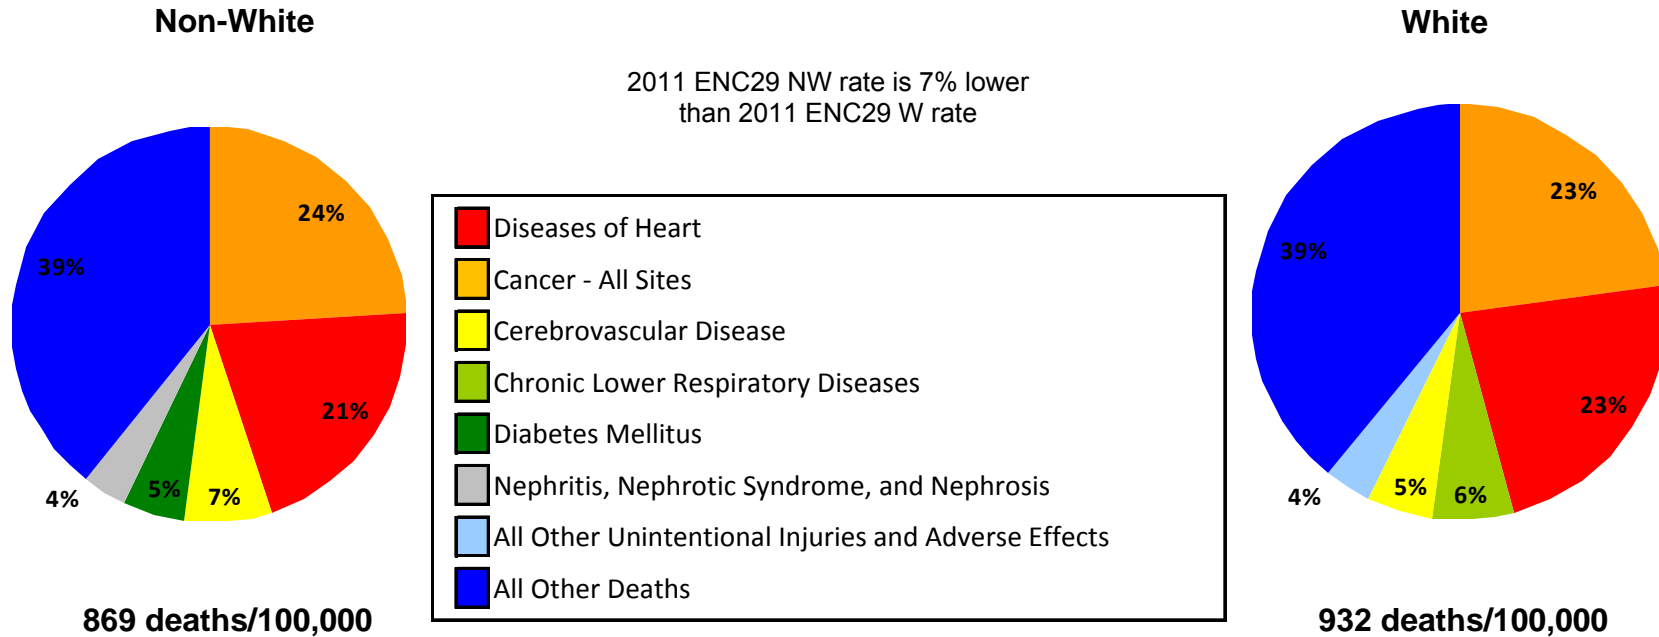 Non-White
White
2011 ENC29 NW rate is 7% lower
than 2011 ENC29 W rate
24%
21%
7%
5%
4%
39%
Diseases of Heart
Cancer - All Sites
Cerebrovascular Disease
Chronic Lower Respiratory Diseases
Diabetes Mellitus
Nephritis, Nephrotic Syndrome, and Nephrosis
All Other Unintentional Injuries and Adverse Effects
All Other Deaths
23%
23%
6%
5%
4%
39%
869 deaths/100,000
932 deaths/100,000